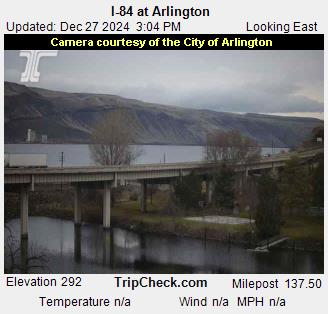 I-84 at Arlington
Updated: Dec 27 2024 3:04 PM Looking East
Camera courtesy of the City of Arlington
Elevation 292 TripCheck.com Milepost 137.50
Temperature n/a Wind n/a MPH n/a